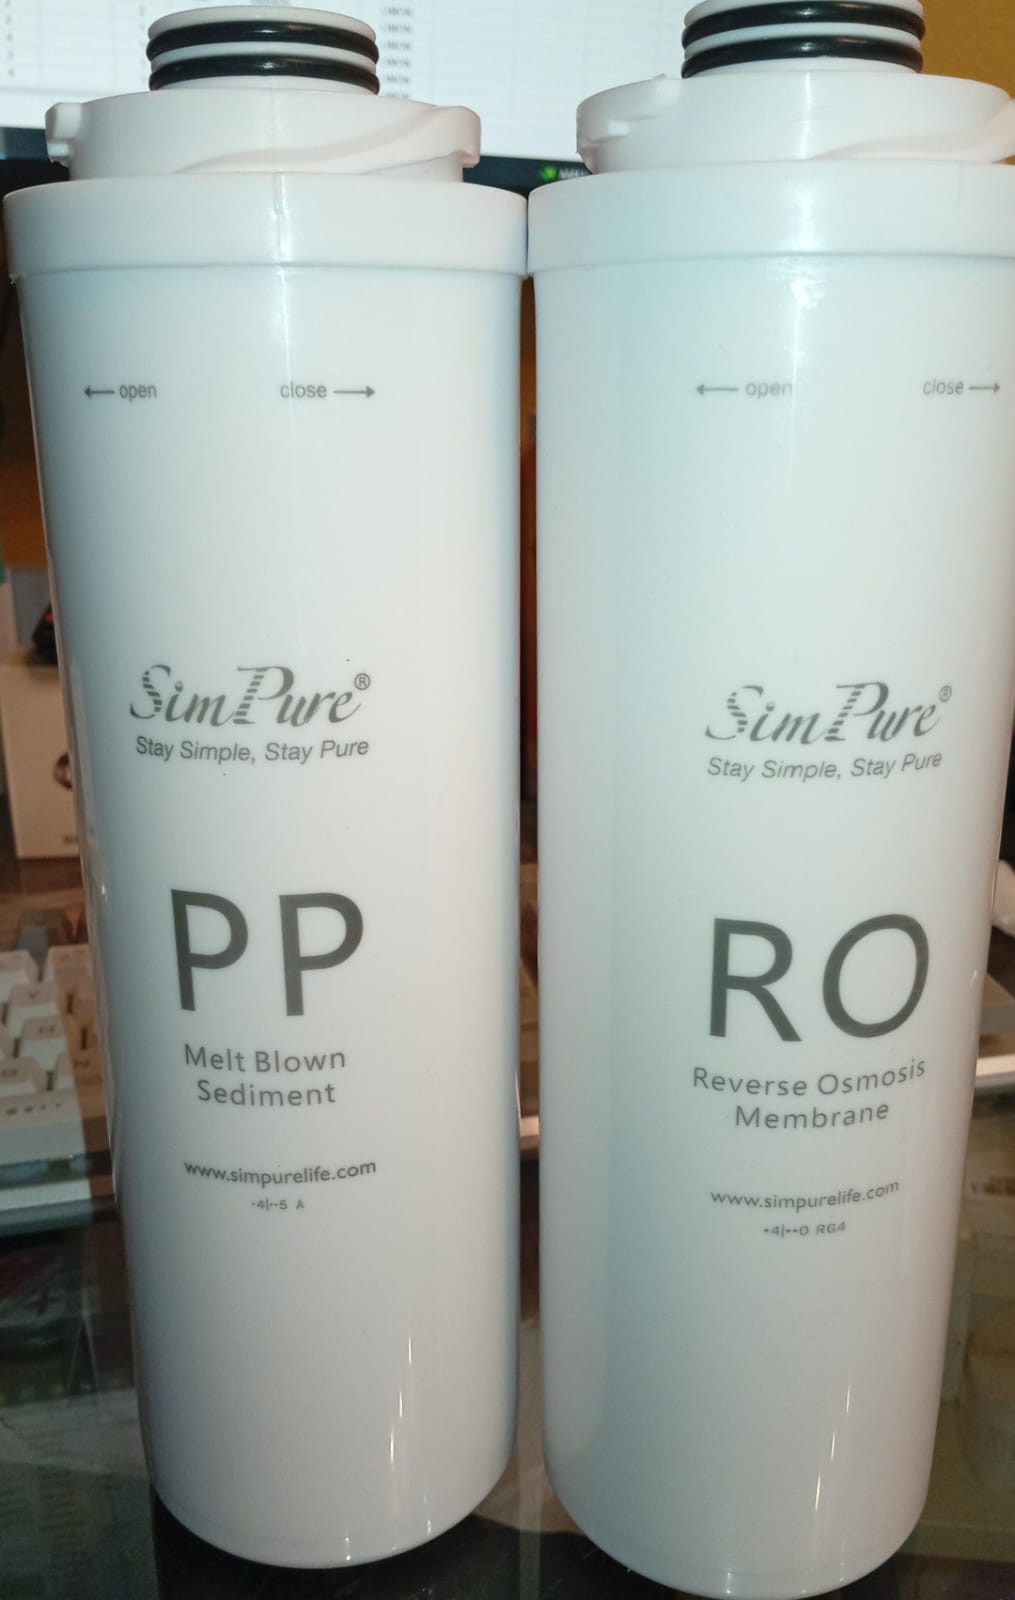 ← open close →
SimPure®
Stay Simple, Stay Pure
PP
Melt Blown
Sediment
www.simpurelife.com
← open close →
SimPure®
Stay Simple, Stay Pure
RO
Reverse Osmosis
Membrane
www.simpurelife.com